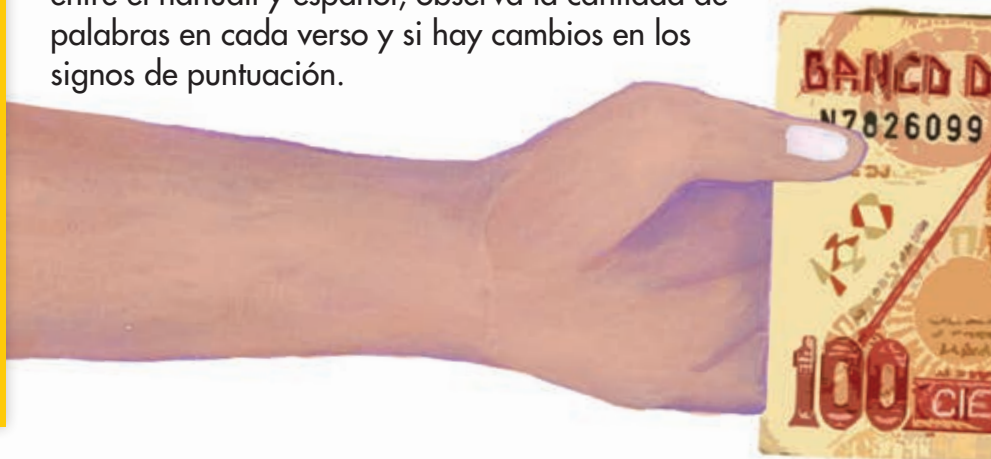 entre el náhuatl y español, observa la cantidad de
palabras en cada verso y si hay cambios en los
signos de puntuación.
BANCO D
N7826099
100
CIE